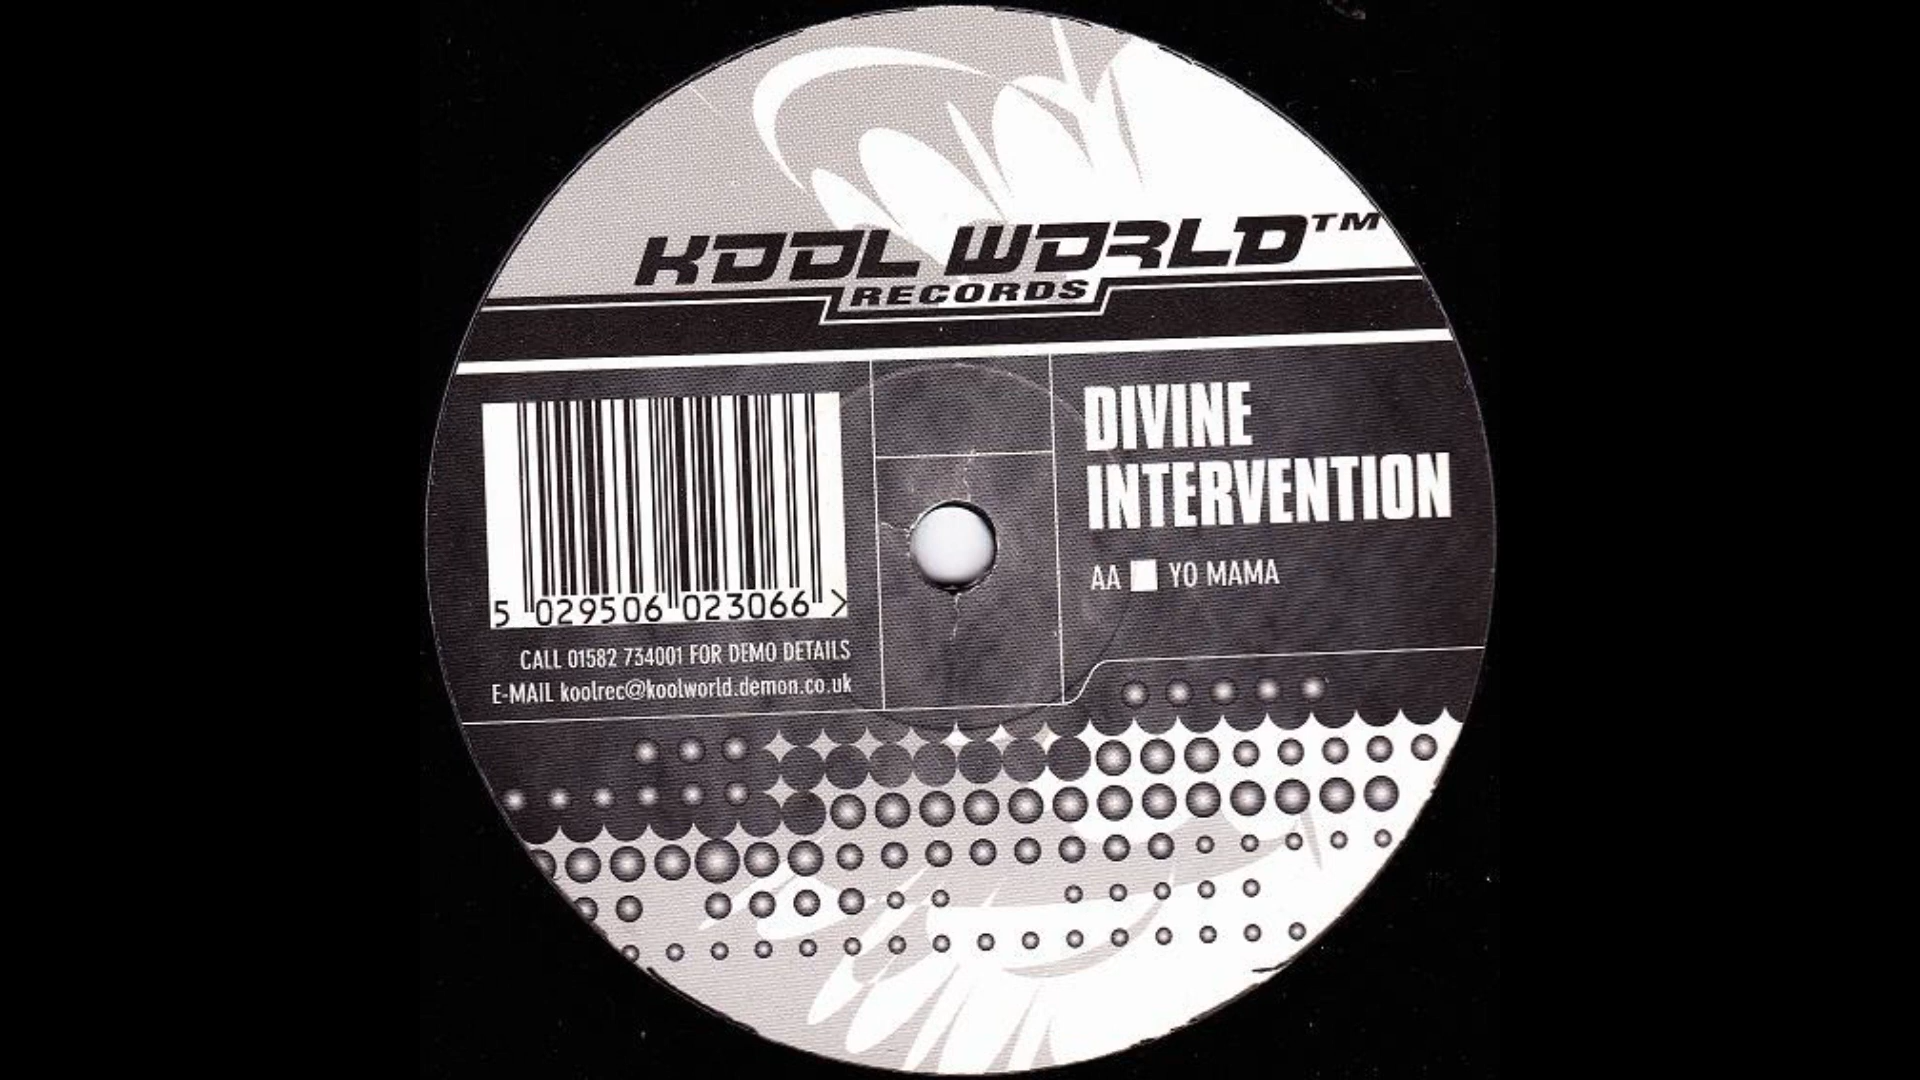 KOOL WORLD™
RECORDS
DIVINE
INTERVENTION
AA YO MAMA
5 029506 023066 >
CALL 01582 734001 FOR DEMO DETAILS
E-MAIL koolrec@koolworld.demon.co.uk